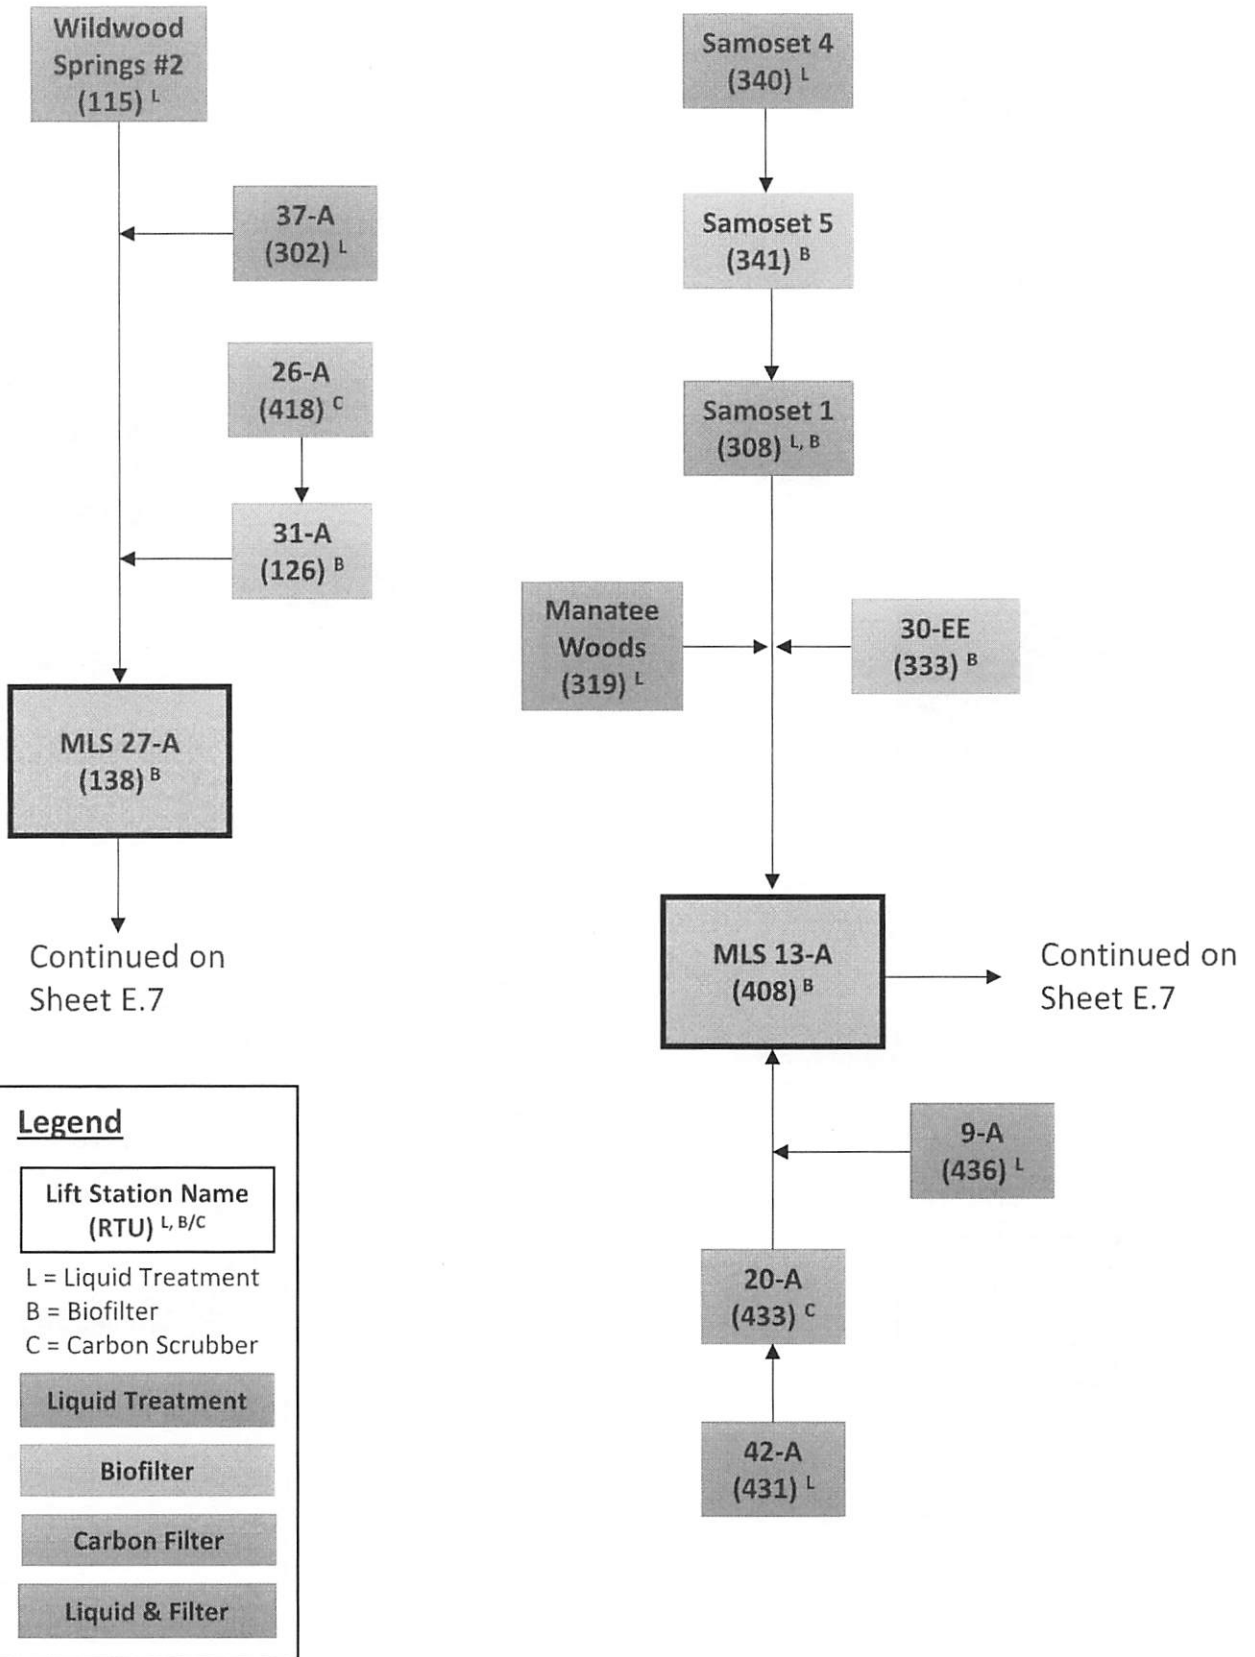 Wildwood
Springs #2
(115) L
37-A
(302) L
26-A
(418) C
31-A
(126) B
MLS 27-A
(138) B
Continued on
Sheet E.7
Samoset 4
(340) L
Samoset 5
(341) B
Samoset 1
(308) L, B
Manatee
Woods
(319) L
30-EE
(333) B
MLS 13-A
(408) B
Continued on
Sheet E.7
9-A
(436) L
20-A
(433) C
42-A
(431) L
Legend
Lift Station Name
(RTU) L, B/C
L = Liquid Treatment
B = Biofilter
C = Carbon Scrubber
Liquid Treatment
Biofilter
Carbon Filter
Liquid & Filter